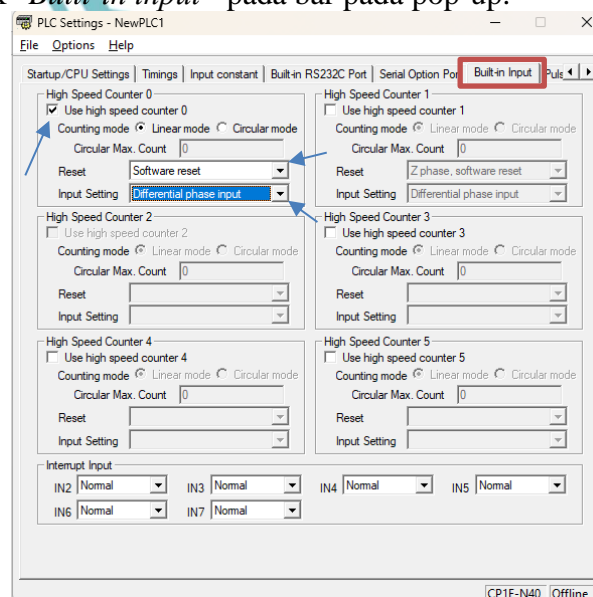 "Built-in input" pada bar pada pop-up.
PLC Settings - NewPLC1
File Options Help
Startup/CPU Settings Timings Input constant Built-in RS232C Port Serial Option Por Built-in Input Puls
High Speed Counter 0
Use high speed counter 0
Counting mode Linear mode Circular mode
Circular Max. Count 0
Reset Software reset
Input Setting Differential phase input
High Speed Counter 1
Use high speed counter 1
Counting mode Linear mode Circular mode
Circular Max. Count 0
Reset Z phase, software reset
Input Setting Differential phase input
High Speed Counter 2
Use high speed counter 2
Counting mode Linear mode Circular mode
Circular Max. Count 0
Reset
Input Setting
High Speed Counter 3
Use high speed counter 3
Counting mode Linear mode Circular mode
Circular Max. Count 0
Reset
Input Setting
High Speed Counter 4
Use high speed counter 4
Counting mode Linear mode Circular mode
Circular Max. Count 0
Reset
Input Setting
High Speed Counter 5
Use high speed counter 5
Counting mode Linear mode Circular mode
Circular Max. Count 0
Reset
Input Setting
Interrupt Input
IN2 Normal IN3 Normal IN4 Normal IN5 Normal
IN6 Normal IN7 Normal
CP1E-N40 Offline